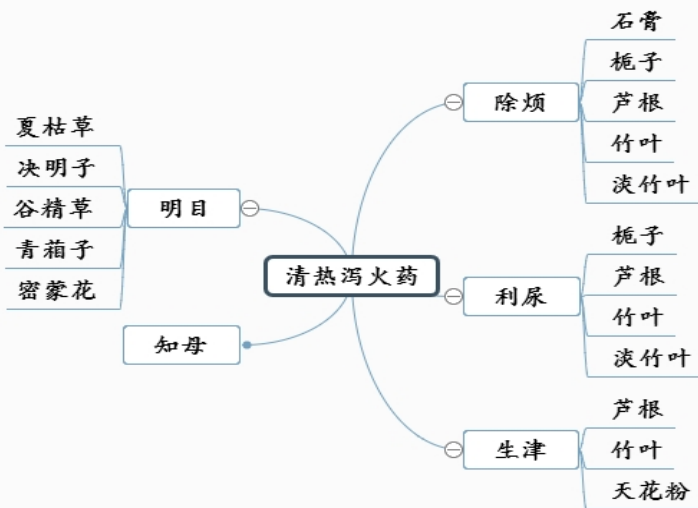 清热泻火药
除烦
石膏
栀子
芦根
竹叶
淡竹叶
利尿
栀子
芦根
竹叶
淡竹叶
生津
芦根
竹叶
天花粉
明目
夏枯草
决明子
谷精草
青葙子
密蒙花
知母